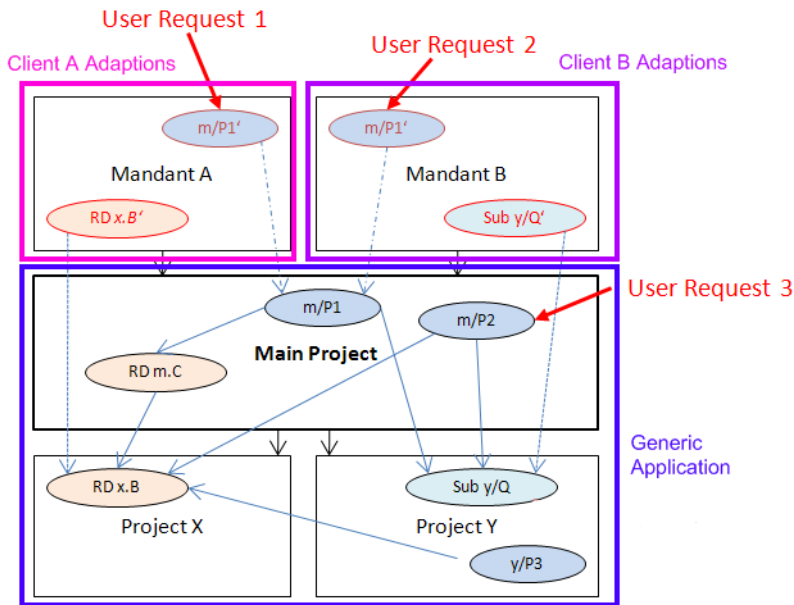 User Request 1
User Request 2
Client A Adaptions
Client B Adaptions
m/P1‘
m/P1‘
Mandant A
Mandant B
RD x.B‘
Sub y/Q‘
User Request 3
m/P1
m/P2
Main Project
RD m.C
Generic
Application
RD x.B
Sub y/Q
Project X
Project Y
y/P3